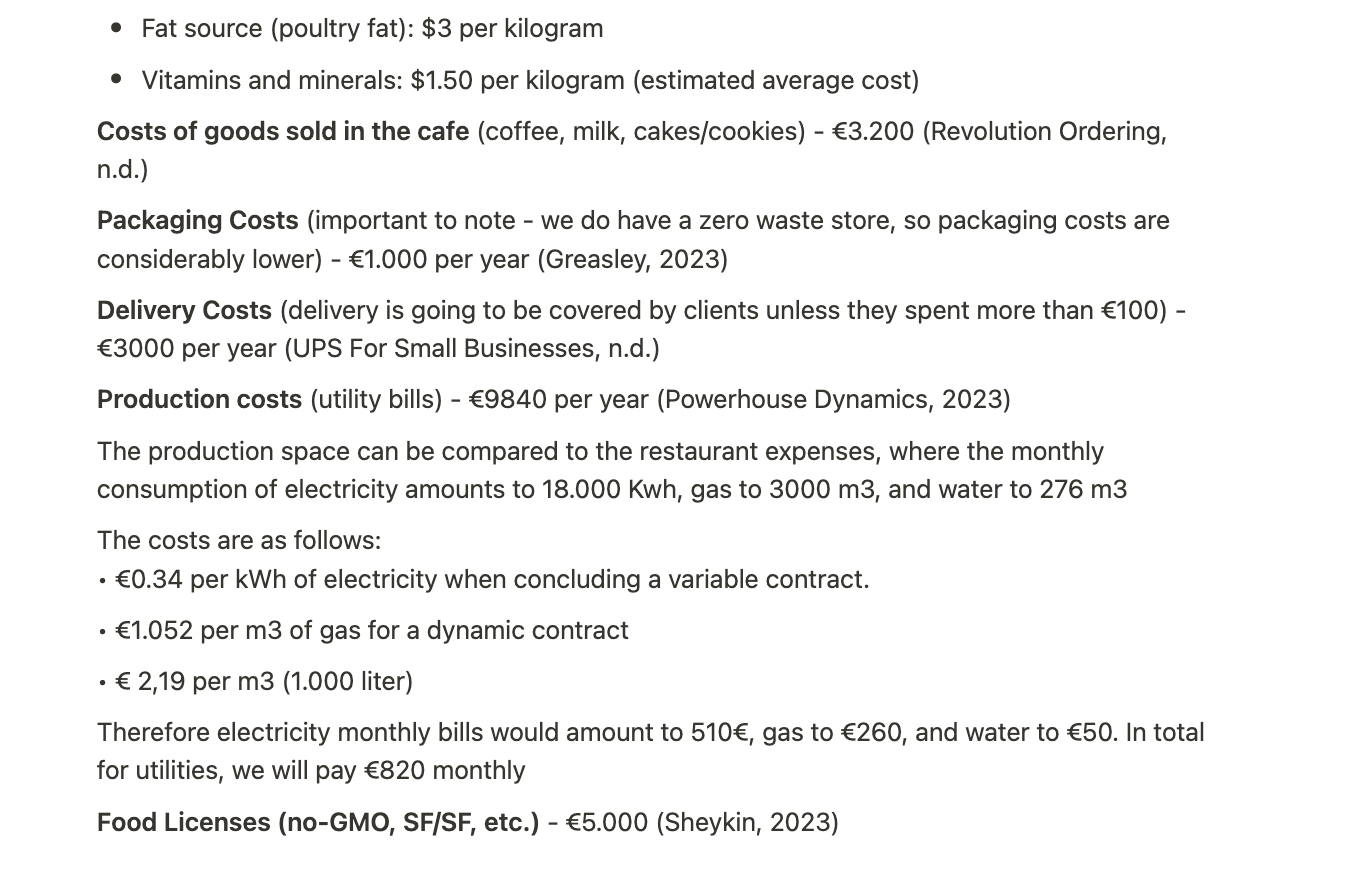 • Fat source (poultry fat): $3 per kilogram
• Vitamins and minerals: $1.50 per kilogram (estimated average cost)
Costs of goods sold in the cafe (coffee, milk, cakes/cookies) - €3.200 (Revolution Ordering,
n.d.)
Packaging Costs (important to note - we do have a zero waste store, so packaging costs are
considerably lower) - €1.000 per year (Greasley, 2023)
Delivery Costs (delivery is going to be covered by clients unless they spent more than €100) -
€3000 per year (UPS For Small Businesses, n.d.)
Production costs (utility bills) - €9840 per year (Powerhouse Dynamics, 2023)
The production space can be compared to the restaurant expenses, where the monthly
consumption of electricity amounts to 18.000 Kwh, gas to 3000 m3, and water to 276 m3
The costs are as follows:
• €0.34 per kWh of electricity when concluding a variable contract.
• €1.052 per m3 of gas for a dynamic contract
• € 2,19 per m3 (1.000 liter)
Therefore electricity monthly bills would amount to 510€, gas to €260, and water to €50. In total
for utilities, we will pay €820 monthly
Food Licenses (no-GMO, SF/SF, etc.) - €5.000 (Sheykin, 2023)